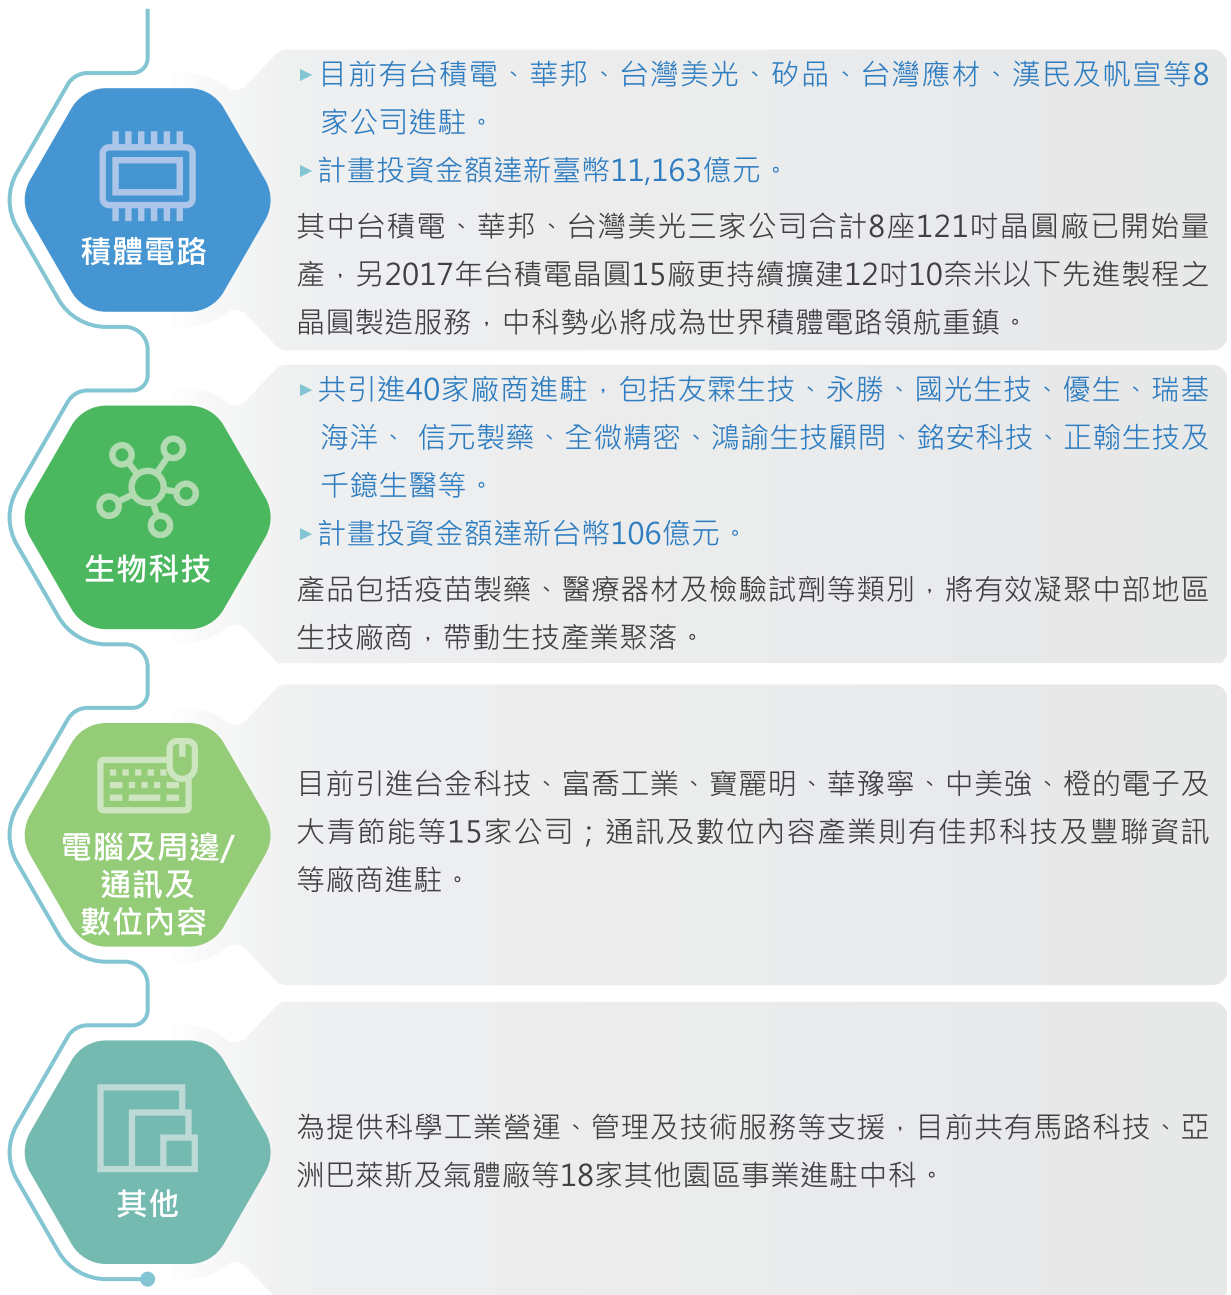 積體電路
▸目前有台積電、華邦、台灣美光、矽品、台灣應材、漢民及帆宣等8
家公司進駐。
▸計畫投資金額達新臺幣11,163億元。
其中台積電、華邦、台灣美光三家公司合計8座121吋晶圓廠已開始量
產，另2017年台積電晶圓15廠更持續擴建12吋10奈米以下先進製程之
晶圓製造服務，中科勢必將成為世界積體電路領航重鎮。
生物科技
▸共引進40家廠商進駐，包括友霖生技、永勝、國光生技、優生、瑞基
海洋、 信元製藥、全微精密、鴻諭生技顧問、銘安科技、正翰生技及
千鐿生醫等。
▸計畫投資金額達新台幣106億元。
產品包括疫苗製藥、醫療器材及檢驗試劑等類別，將有效凝聚中部地區
生技廠商，帶動生技產業聚落。
電腦及周邊/
通訊及
數位內容
目前引進台金科技、富喬工業、寶麗明、華豫寧、中美強、橙的電子及
大青節能等15家公司；通訊及數位內容產業則有佳邦科技及豐聯資訊
等廠商進駐。
其他
為提供科學工業營運、管理及技術服務等支援，目前共有馬路科技、亞
洲巴萊斯及氣體廠等18家其他園區事業進駐中科。